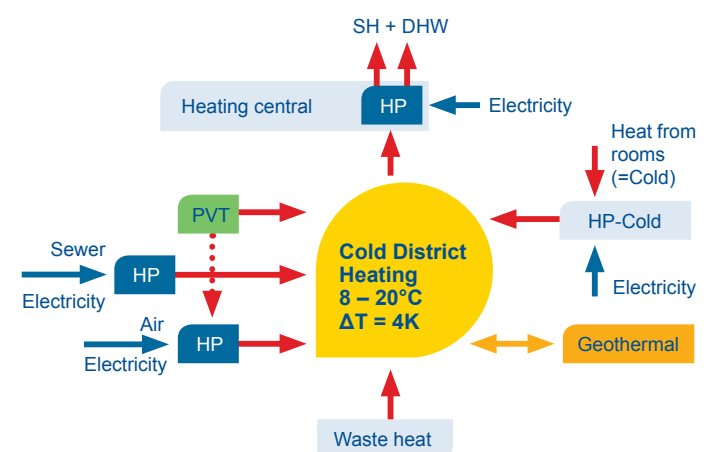 SH + DHW
Heating central
HP
Electricity
Heat from
rooms
(=Cold)
PVT
HP-Cold
Sewer
HP
Electricity
Cold District
Heating
8 – 20°C
ΔT = 4K
Electricity
Air
HP
Electricity
Geothermal
Waste heat